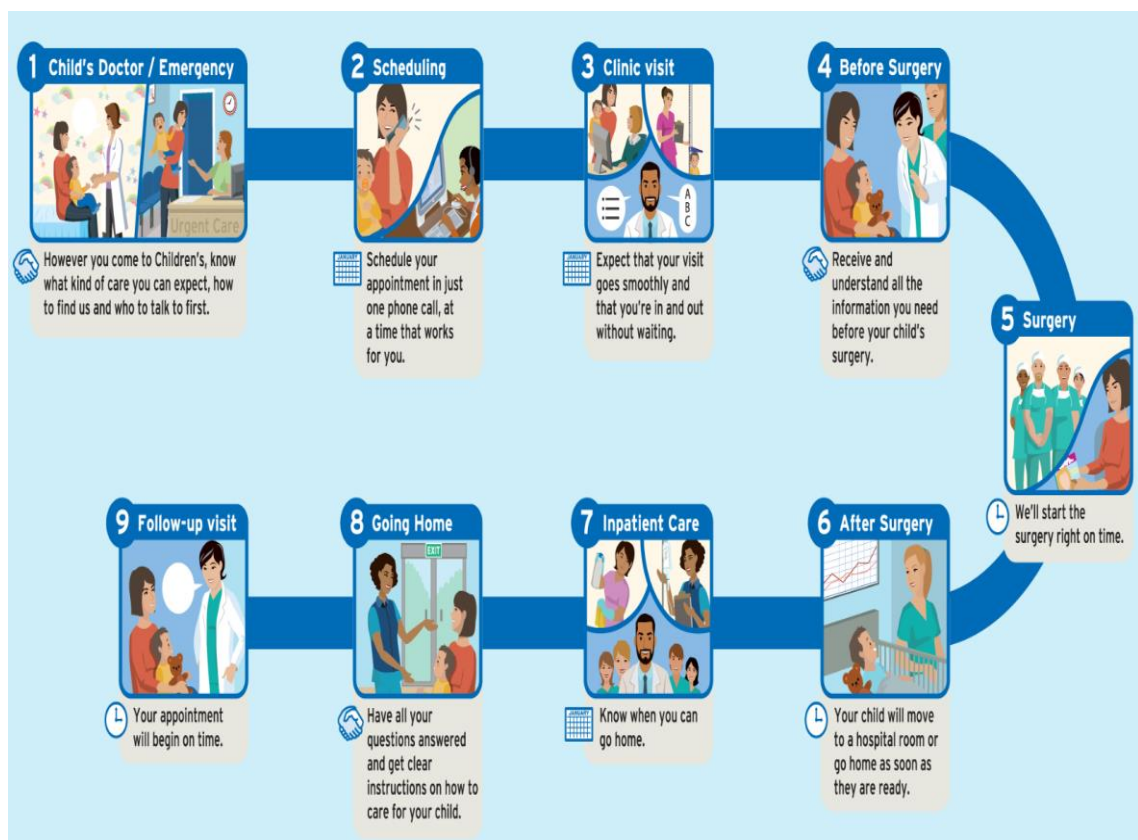 1 Child's Doctor / Emergency
Urgent Care
However you come to Children's, know
what kind of care you can expect, how
to find us and who to talk to first.
2 Scheduling
JANUARY
Schedule your
appointment in just
one phone call, at
a time that works
for you.
3 Clinic visit
A
B
C
JANUARY
Expect that your visit
goes smoothly and
that you're in and out
without waiting.
4 Before Surgery
Receive and
understand all the
information you need
before your child's
surgery.
5 Surgery
We'll start the
surgery right on time.
6 After Surgery
Your child will move
to a hospital room or
go home as soon as
they are ready.
7 Inpatient Care
JANUARY
Know when you can
go home.
8 Going Home
EXIT
Have all your
questions answered
and get clear
instructions on how to
care for your child.
9 Follow-up visit
Your appointment
will begin on time.